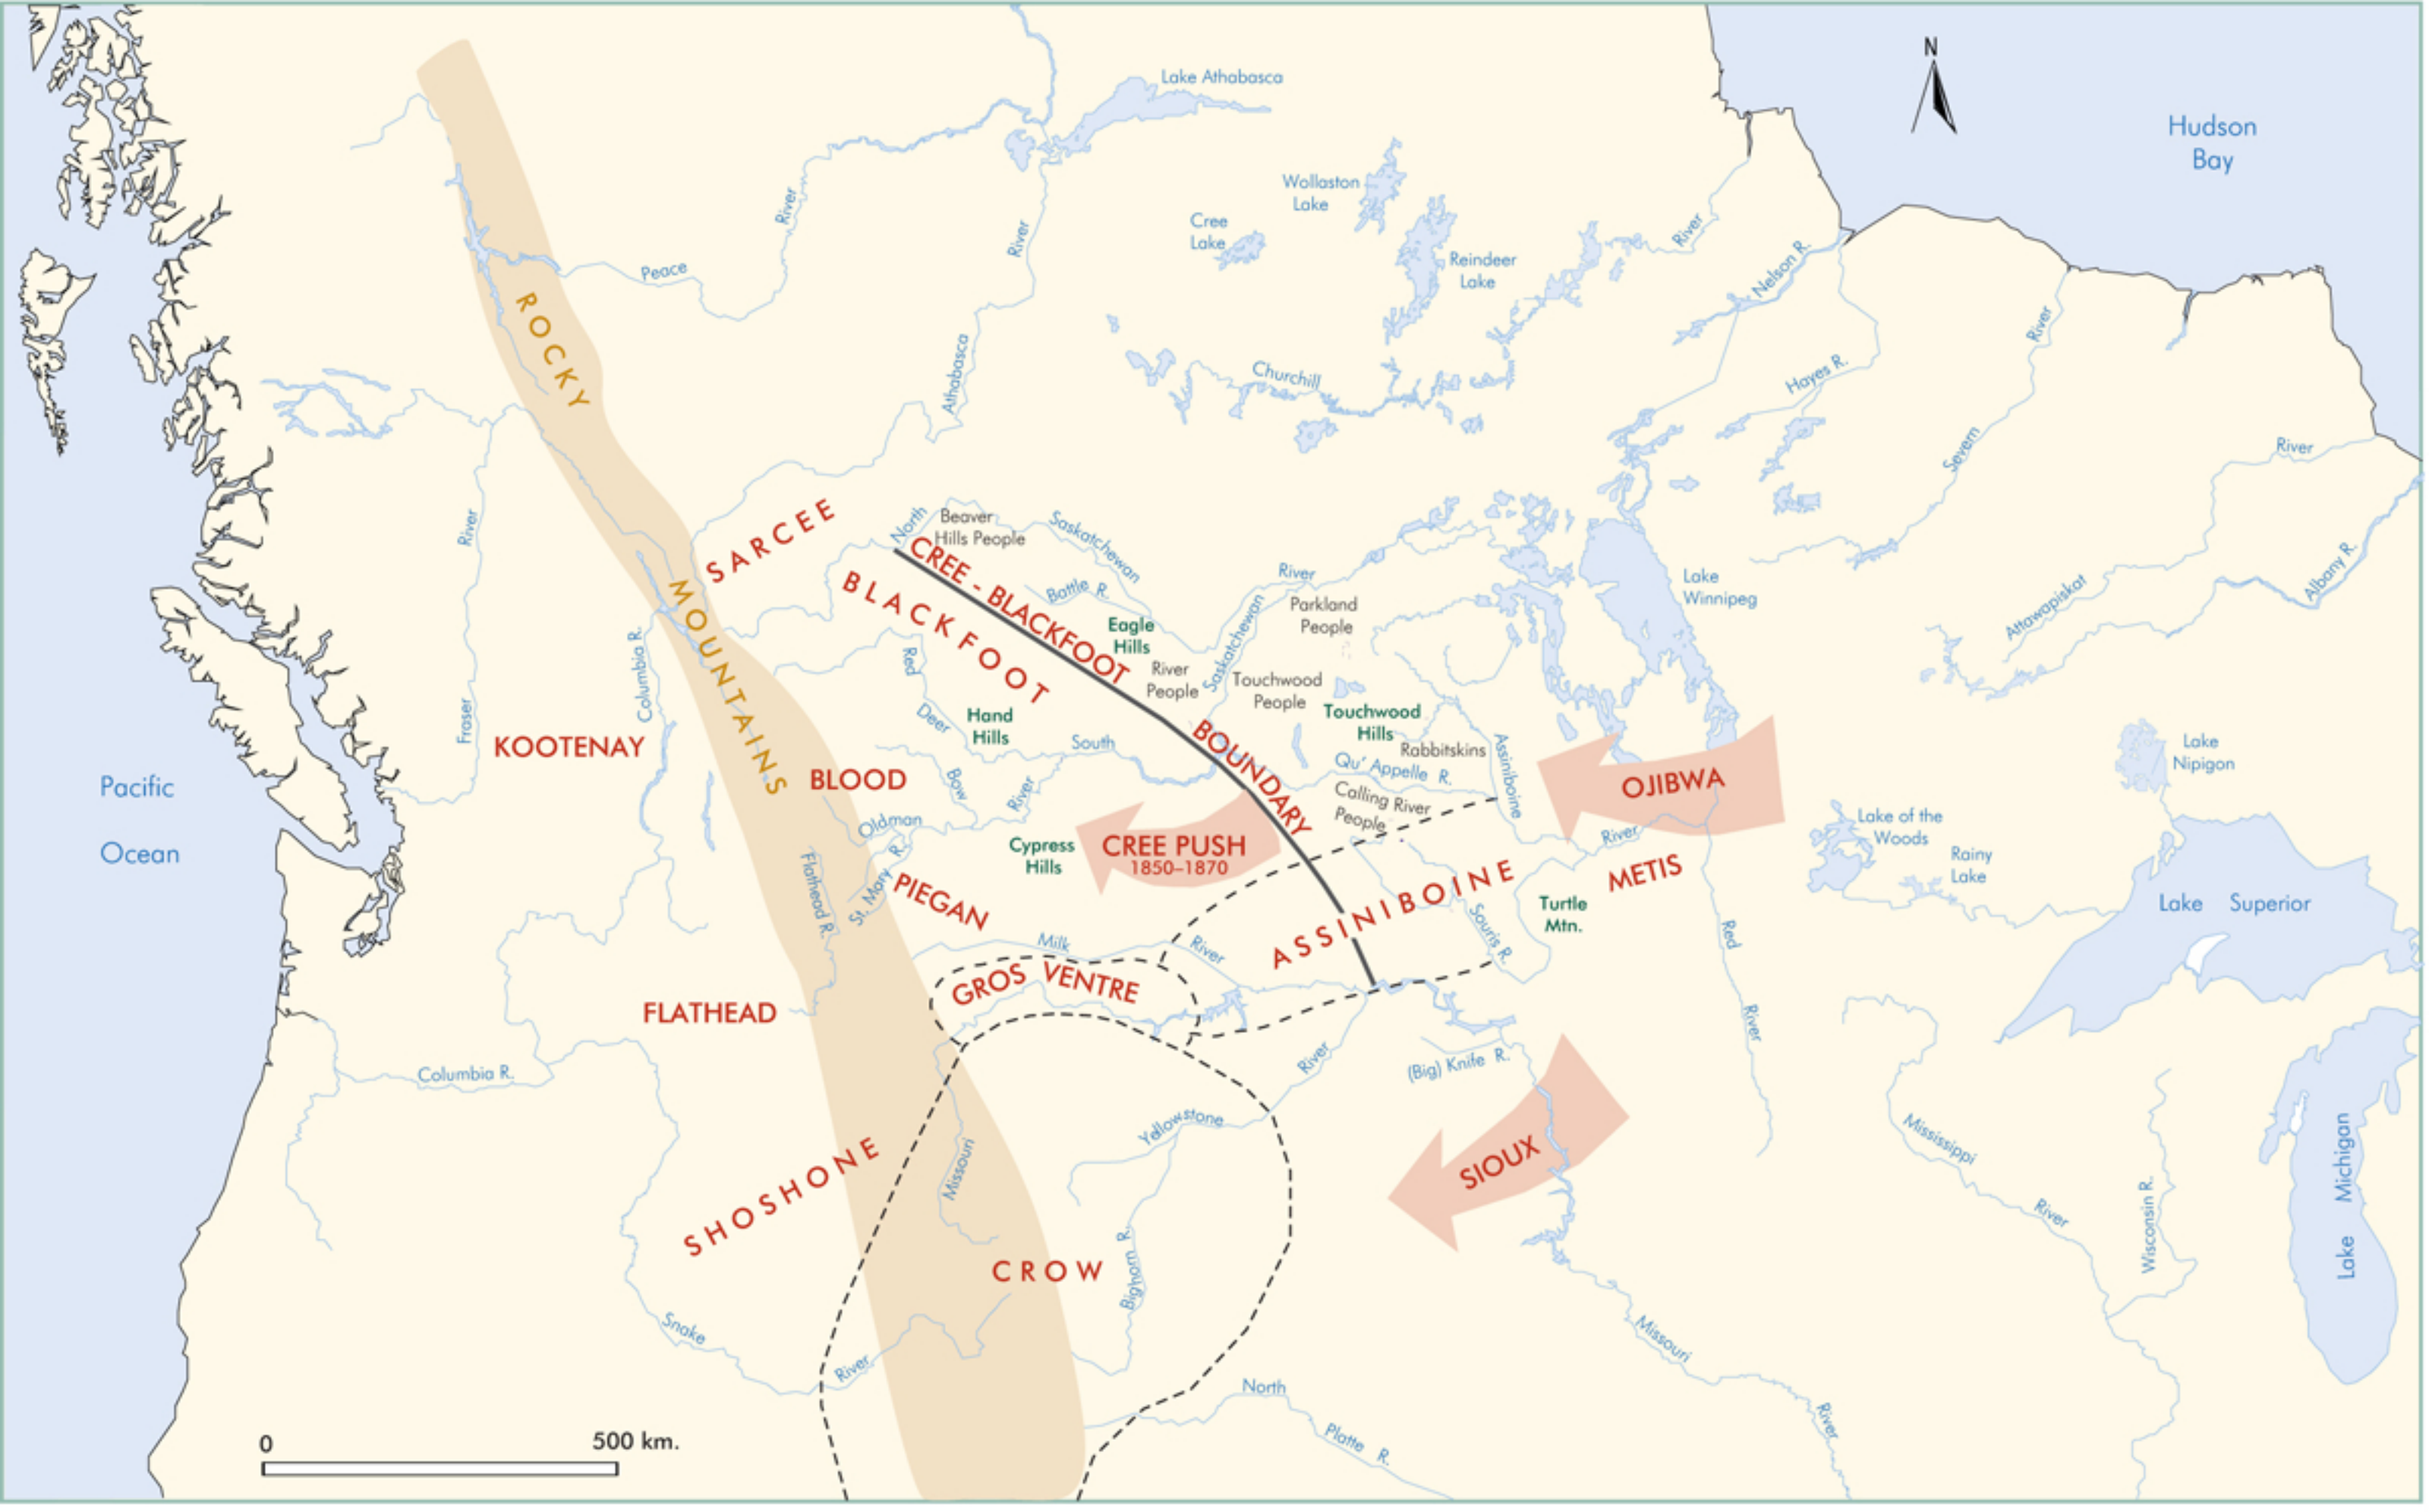 N
Hudson
Bay
Lake Athabasca
Wollaston
Lake
Cree
Lake
Reindeer
Lake
River
River
River
Nelson R.
Peace
ROCKY
Athabasca
Churchill
Hayes R.
River
Severn
River
River
SARCEE
North
Beaver
Hills People
Saskatchewan
CREE - BLACKFOOT
BOUNDARY
BLACKFOOT
Battle R.
River
Parkland
People
Lake
Winnipeg
Attawapiskat
Albany R.
MOUNTAINS
Columbia R.
Eagle
Hills
Saskatchewan
River
People
Touchwood
People
Red
Deer
Hand
Hills
Touchwood
Hills
Rabbitskins
Fraser
KOOTENAY
South
Qu' Appelle R.
Assiniboine
OJIBWA
Lake
Nipigon
Pacific
Ocean
BLOOD
Bow
River
Calling River
People
Oldman
Cypress
Hills
CREE PUSH
1850–1870
River
Lake of the
Woods
Rainy
Lake
Flathead R.
St. Mary R.
PIEGAN
ASSINIBOINE
METIS
Turtle
Mtn.
Souris R.
Lake Superior
Red
Milk
River
GROS VENTRE
FLATHEAD
River
River
(Big) Knife R.
Columbia R.
Yellowstone
SIOUX
Mississippi
River
Wisconsin R.
Lake Michigan
SHOSHONE
Missouri
CROW
Bighorn R.
Snake
River
Missouri
River
North
Platte R.
0
500 km.